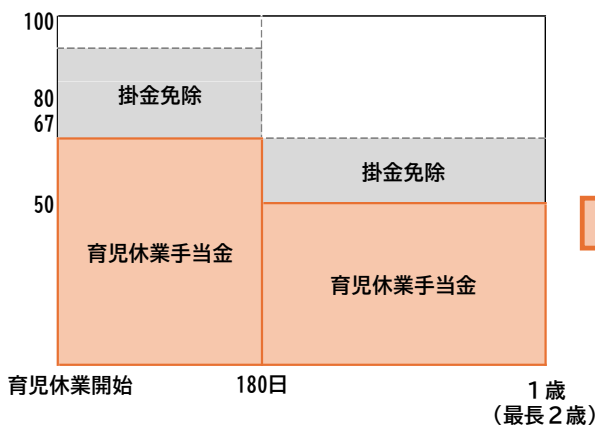 100
80
67
50
掛金免除
掛金免除
育児休業手当金
育児休業手当金
育児休業開始
180日
１歳
（最長２歳）